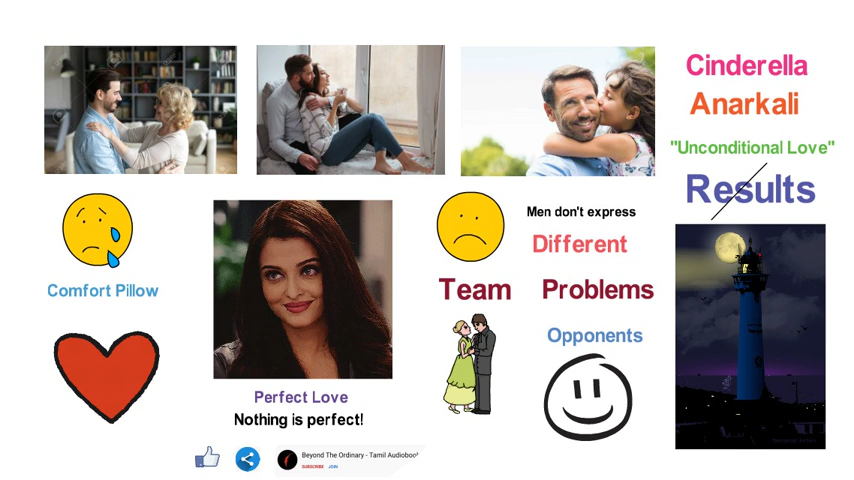 Cinderella
Anarkali
"Unconditional Love"
Results
Men don't express
Different
Comfort Pillow
Team
Problems
Opponents
Perfect Love
Nothing is perfect!
Beyond The Ordinary - Tamil Audiobook
SUBSCRIBE JOIN